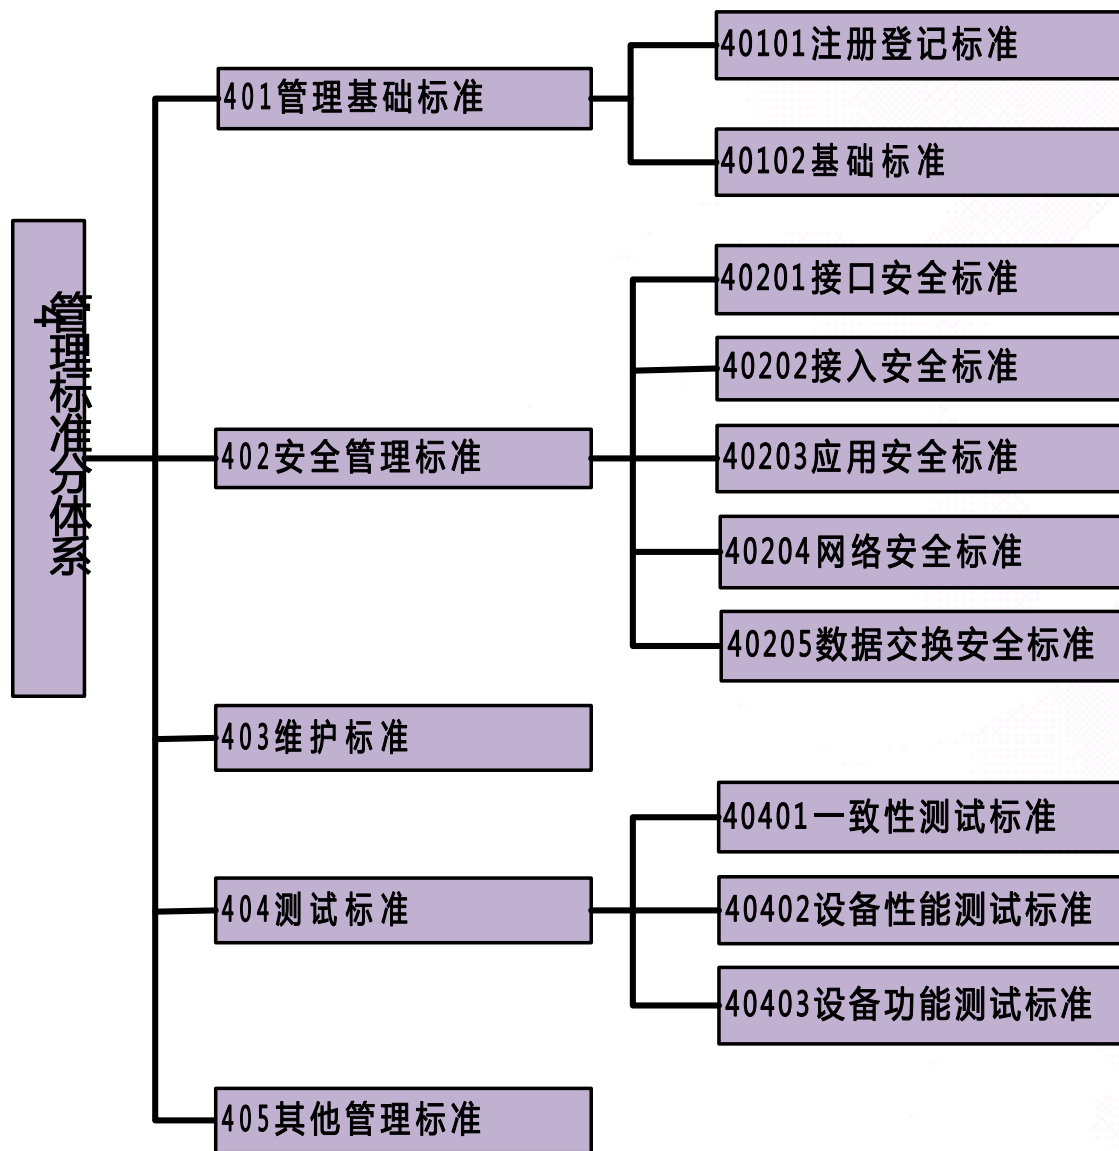 4管理标准分体系
401管理基础标准
40101注册登记标准
40102基础标准
402安全管理标准
40201接口安全标准
40202接入安全标准
40203应用安全标准
40204网络安全标准
40205数据交换安全标准
403维护标准
404测试标准
40401一致性测试标准
40402设备性能测试标准
40403设备功能测试标准
405其他管理标准